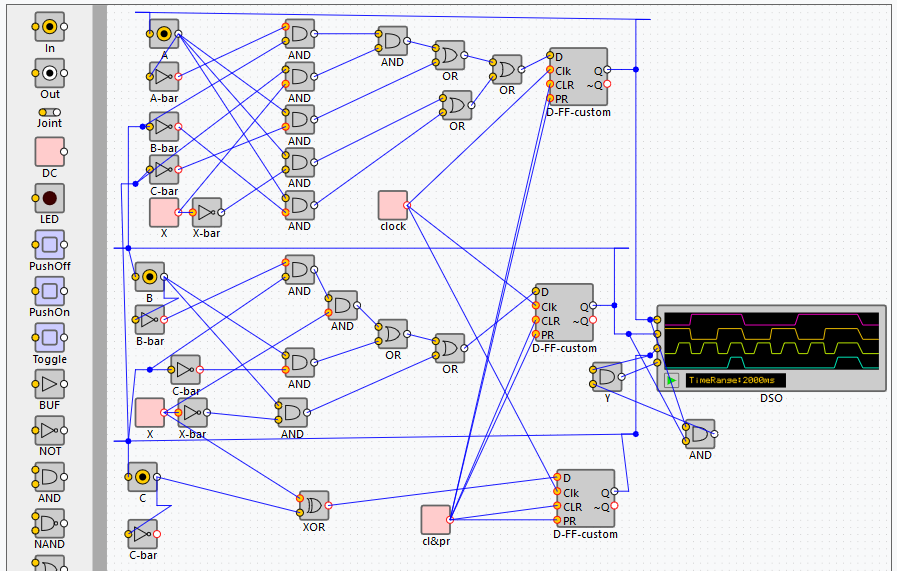 In
Out
Joint
DC
LED
PushOff
PushOn
Toggle
BUF
NOT
AND
NAND
A
A-bar
B-bar
C-bar
X
X-bar
AND
AND
AND
AND
AND
AND
OR
OR
OR
D
Clk
CLR
PR
Q
~Q
D-FF-custom
clock
B
B-bar
C-bar
X
X-bar
AND
AND
AND
AND
OR
OR
D
Clk
CLR
PR
Q
~Q
D-FF-custom
Y
TimeRange:2000ms
DSO
AND
C
C-bar
XOR
cl&pr
D
Clk
CLR
PR
Q
~Q
D-FF-custom